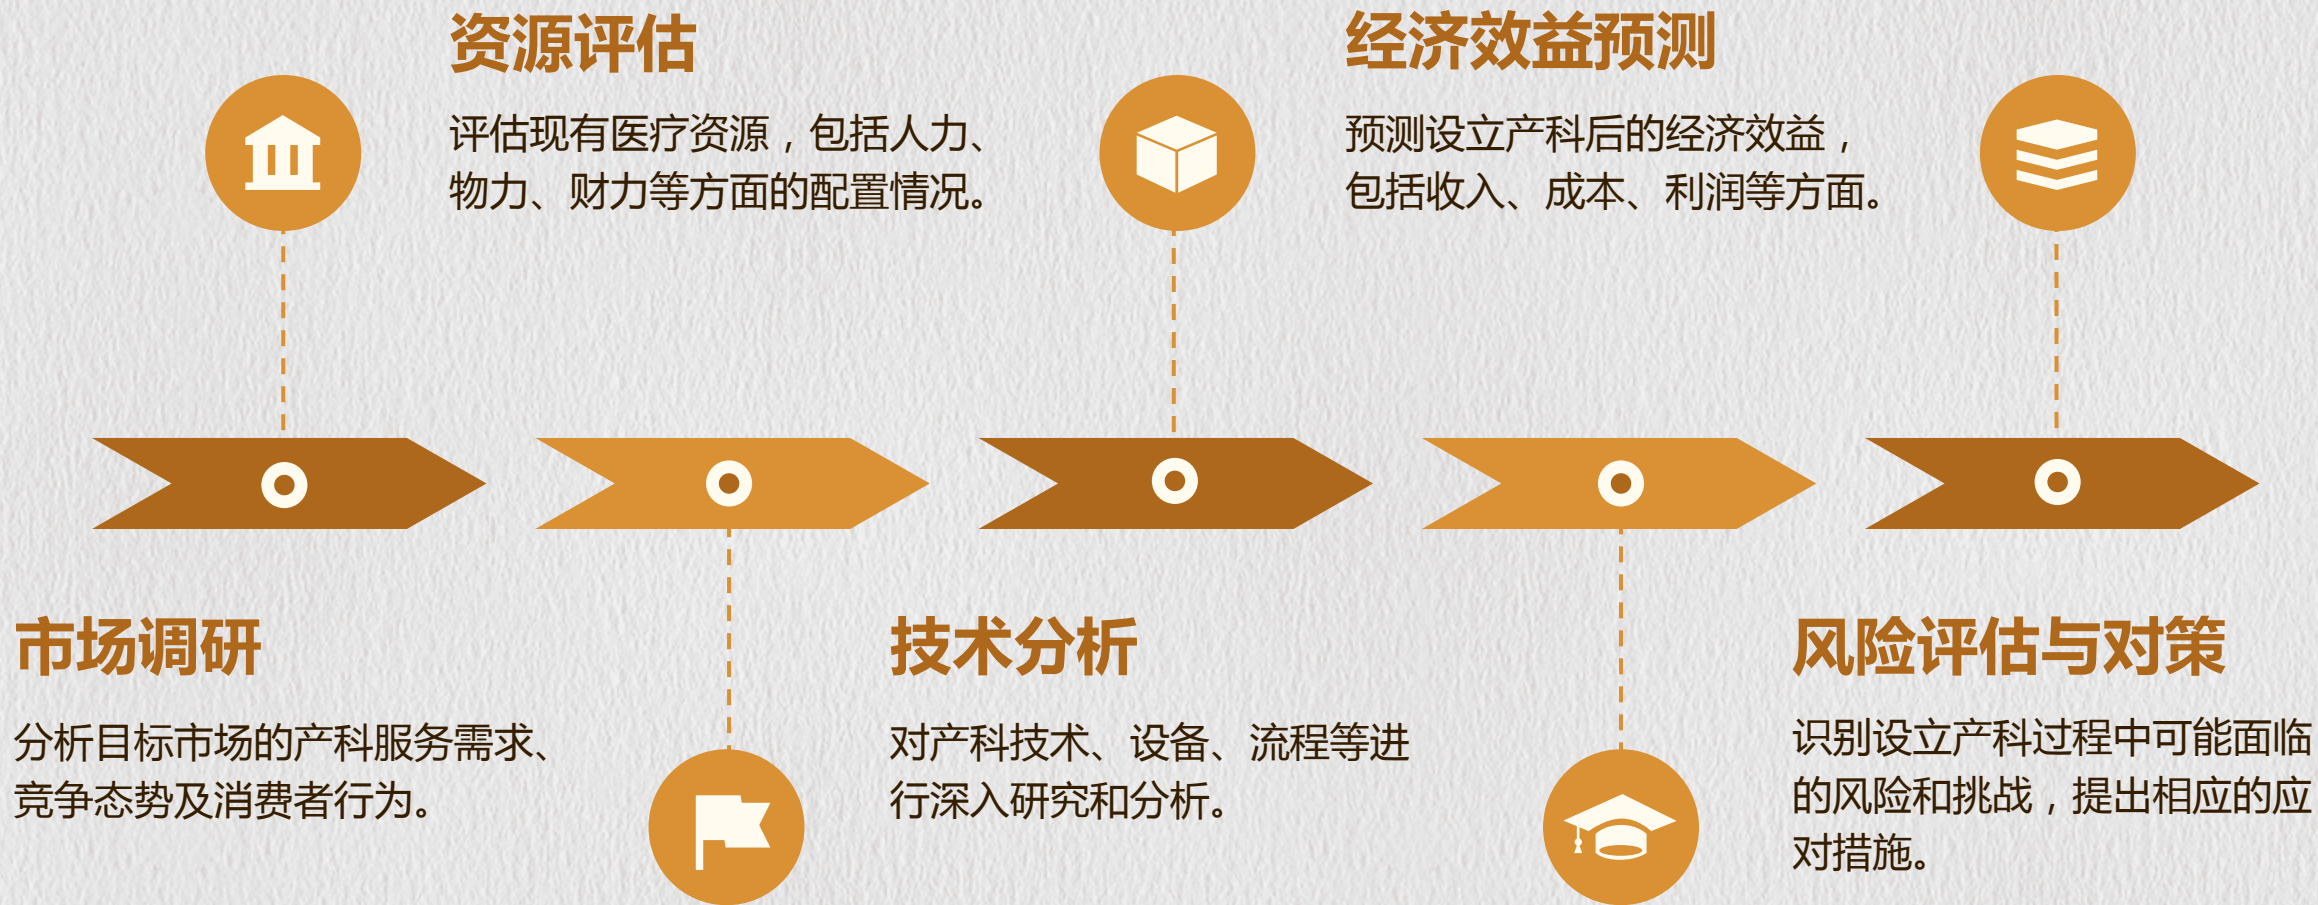 资源评估
评估现有医疗资源，包括人力、
物力、财力等方面的配置情况。
经济效益预测
预测设立产科后的经济效益，
包括收入、成本、利润等方面。
市场调研
分析目标市场的产科服务需求、
竞争态势及消费者行为。
技术分析
对产科技术、设备、流程等进
行深入研究和分析。
风险评估与对策
识别设立产科过程中可能面临
的风险和挑战，提出相应的应
对措施。